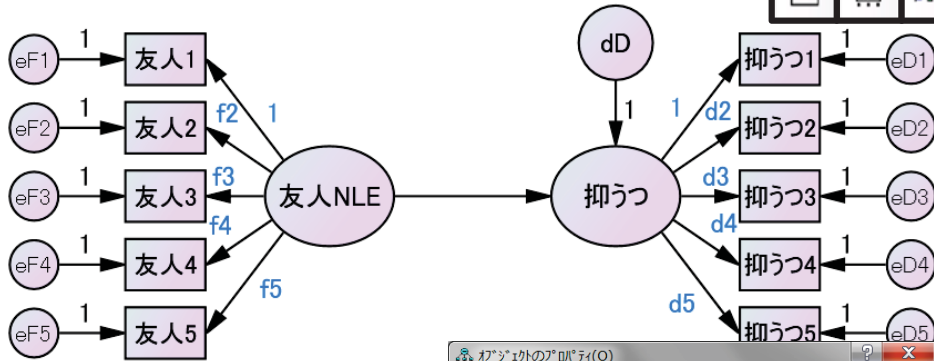 dD
1
eF1
1
友人1
1
f2
eF2
1
友人2
f3
eF3
1
友人3
f4
eF4
1
友人4
f5
eF5
1
友人5
友人NLE
抑うつ
1
抑うつ1
1
eD1
d2
抑うつ2
1
eD2
d3
抑うつ3
1
eD3
d4
抑うつ4
1
eD4
d5
抑うつ5
1
eD5
オブジェクトのプロパティ(O)
?
X